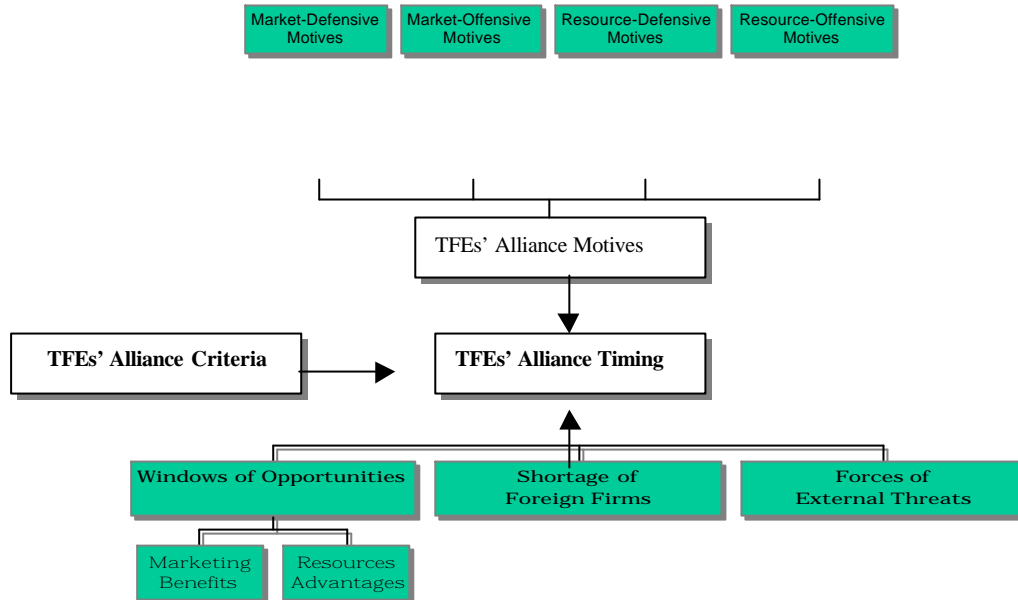 Market-Defensive
Motives
Market-Offensive
Motives
Resource-Defensive
Motives
Resource-Offensive
Motives
TFEs’ Alliance Motives
TFEs’ Alliance Criteria
TFEs’ Alliance Timing
Windows of Opportunities
Shortage of
Foreign Firms
Forces of
External Threats
Marketing
Benefits
Resources
Advantages